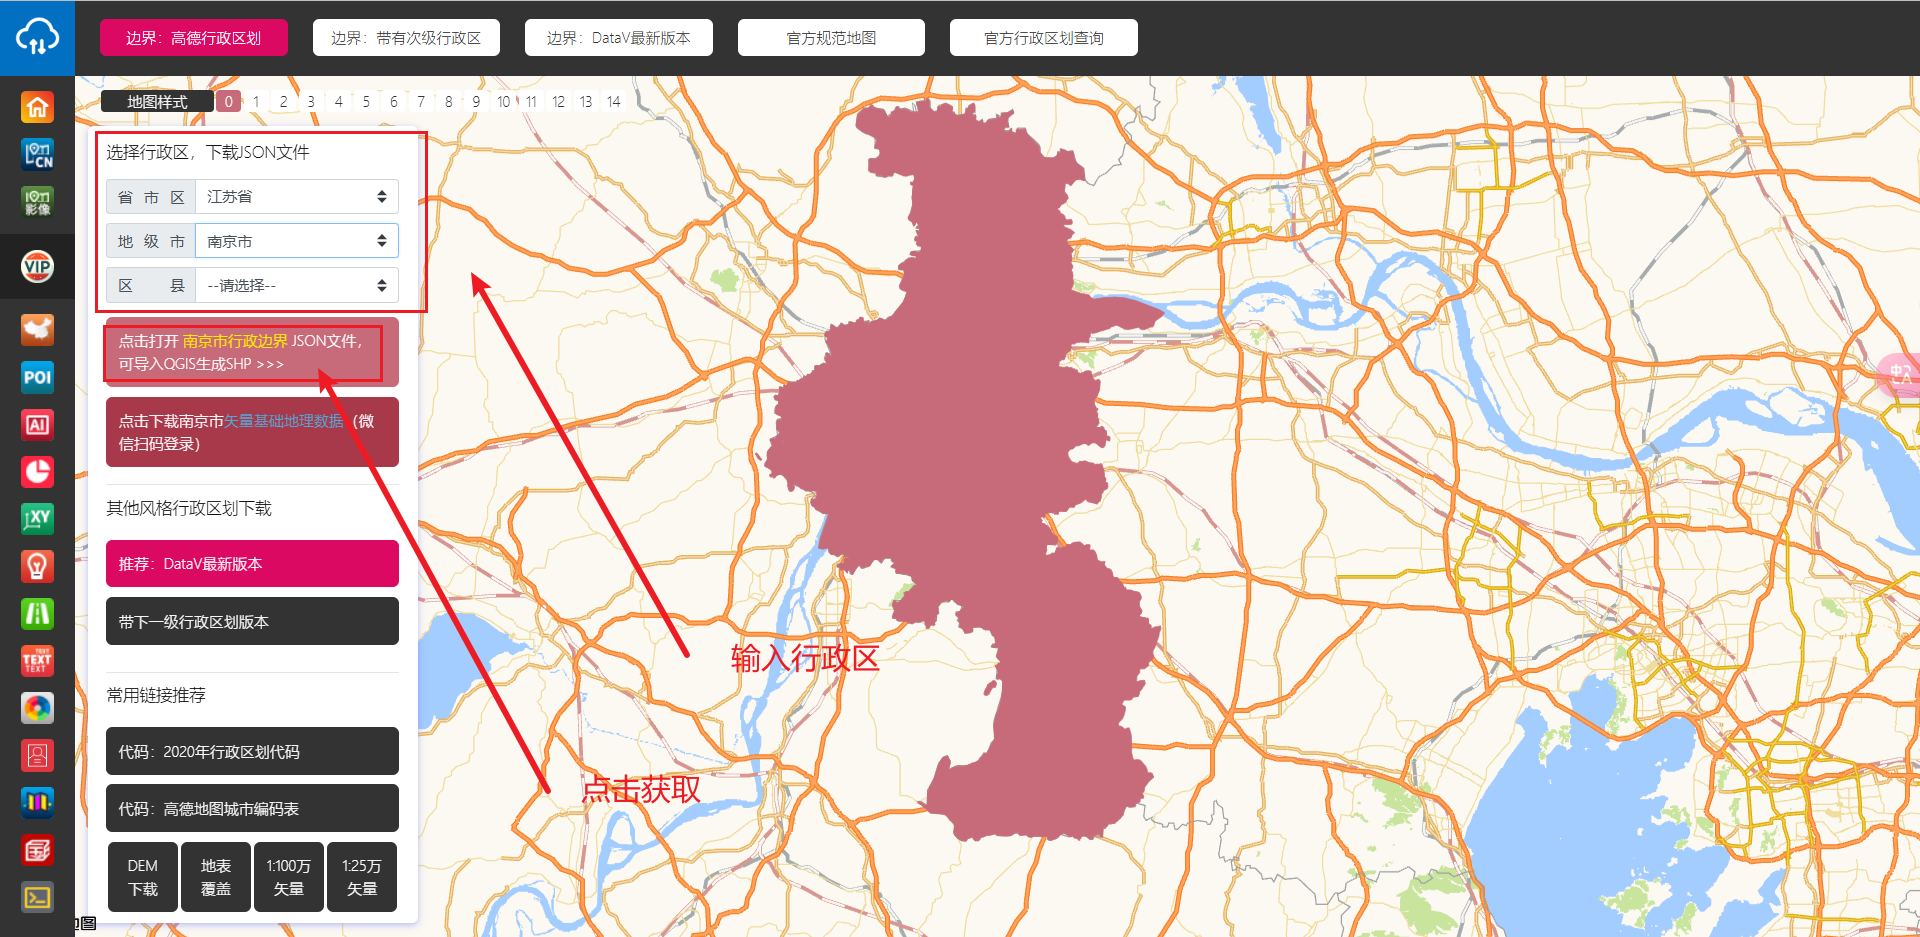 边界：高德行政区划
边界：带有次级行政区
边界：DataV最新版本
官方规范地图
官方行政区划查询
地图样式 0 1 2 3 4 5 6 7 8 9 10 11 12 13 14
选择行政区，下载JSON文件
省市区 江苏省
地级市 南京市
区县 --请选择--
点击打开 南京市行政边界 JSON文件，
可导入QGIS生成SHP >>>
点击下载南京市矢量基础地理数据（微
信扫码登录）
其他风格行政区划下载
推荐：DataV最新版本
带下一级行政区划版本
常用链接推荐
代码：2020年行政区划代码
代码：高德地图城市编码表
DEM
下载
地表
覆盖
1:100万
矢量
1:25万
矢量
输入行政区
点击获取
CN
影像
VIP
POI
AI
XY
TEXT
TEXT
TEXT
图